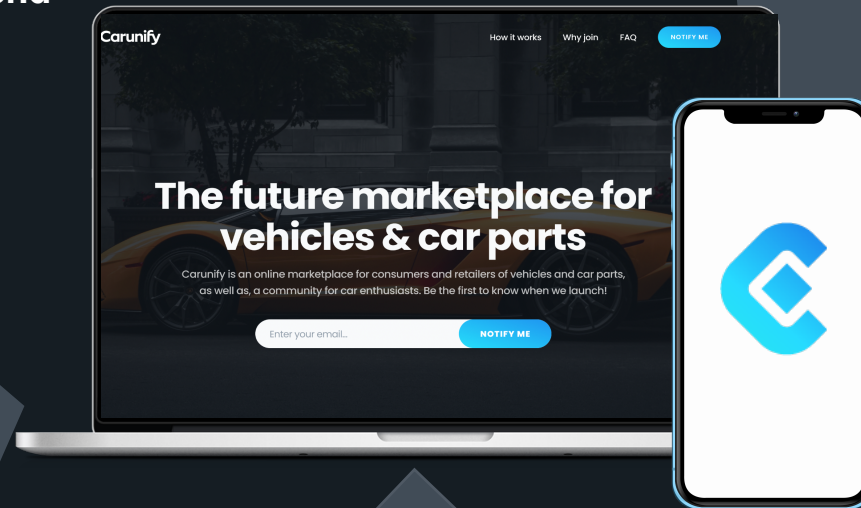 Carunify
How it works
Why join
FAQ
NOTIFY ME
The future marketplace for
vehicles & car parts
Carunify is an online marketplace for consumers and retailers of vehicles and car parts,
as well as, a community for car enthusiasts. Be the first to know when we launch!
Enter your email...
NOTIFY ME